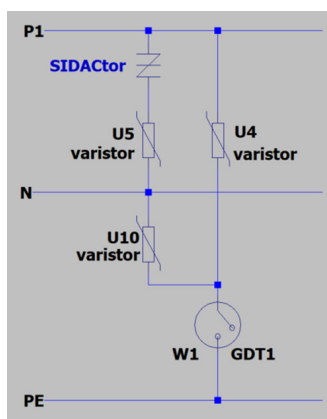 P1
SIDACtor
U5
varistor
U4
varistor
N
U10
varistor
W1 GDT1
PE